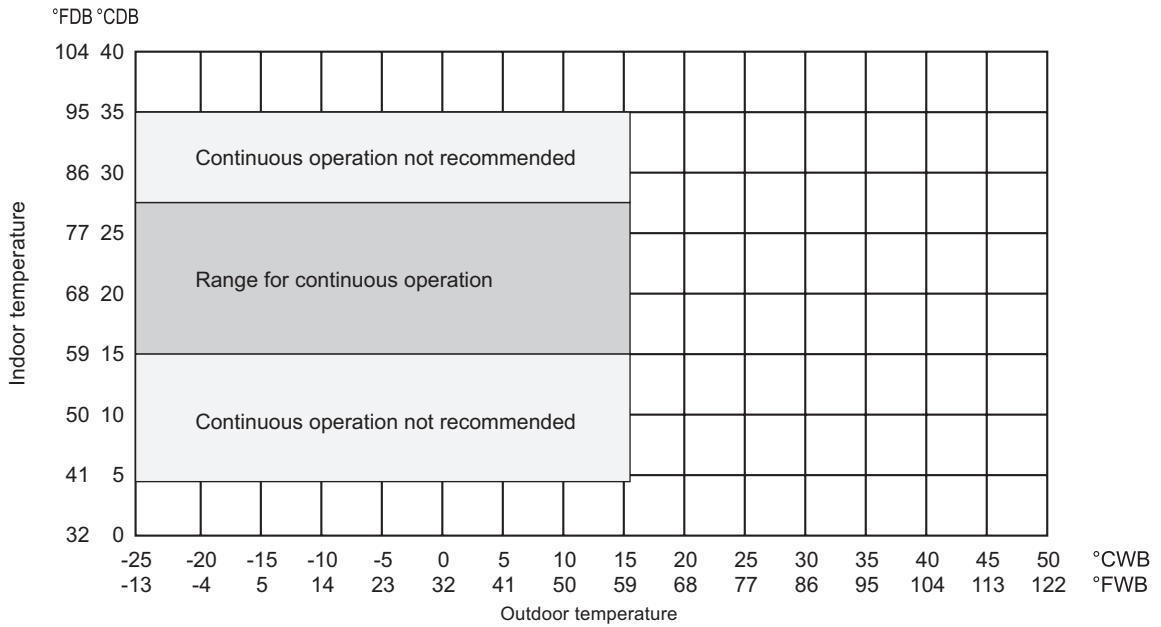 °FDB °CDB
104 40
95 35
Continuous operation not recommended
86 30
77 25
Range for continuous operation
68 20
59 15
Continuous operation not recommended
50 10
41 5
32 0
Indoor temperature
-25 -20 -15 -10 -5 0 5 10 15 20 25 30 35 40 45 50 °CWB
-13 -4 5 14 23 32 41 50 59 68 77 86 95 104 113 122 °FWB
Outdoor temperature